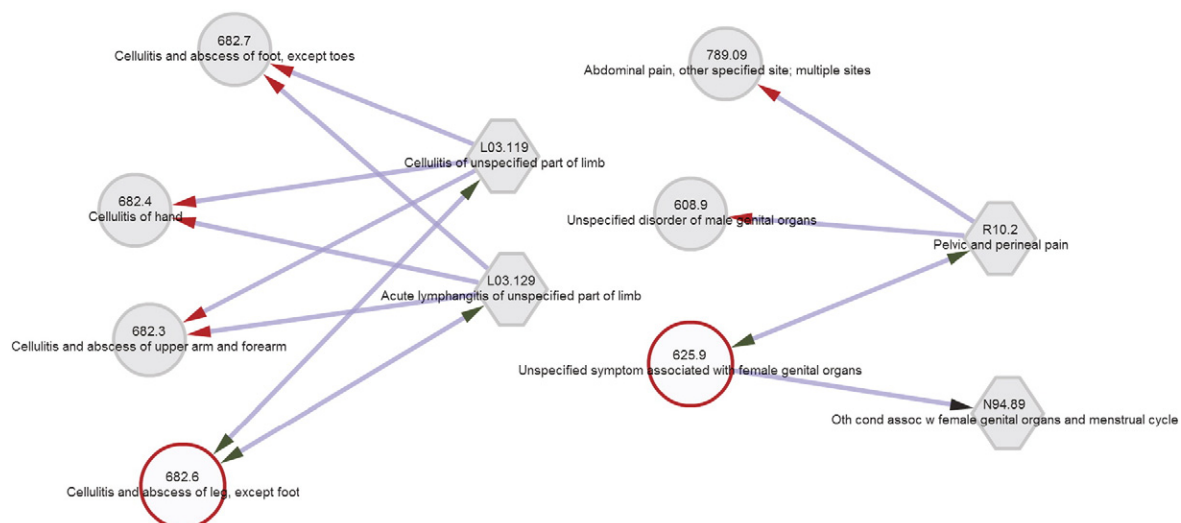 682.7
Cellulitis and abscess of foot, except toes
L03.119
Cellulitis of unspecified part of limb
682.4
Cellulitis of hand
L03.129
Acute lymphangitis of unspecified part of limb
682.3
Cellulitis and abscess of upper arm and forearm
682.6
Cellulitis and abscess of leg, except foot
789.09
Abdominal pain, other specified site; multiple sites
608.9
Unspecified disorder of male genital organs
R10.2
Pelvic and perineal pain
625.9
Unspecified symptom associated with female genital organs
N94.89
Oth cond assoc w female genital organs and menstrual cycle